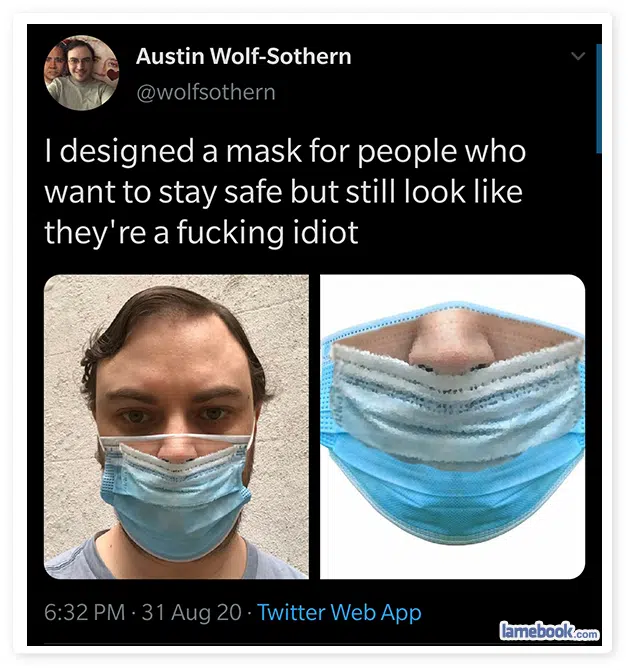 Austin Wolf-Sothern
@wolfsothern
I designed a mask for people who
want to stay safe but still look like
they're a fucking idiot
6:32 PM · 31 Aug 20 · Twitter Web App
lamebook.com